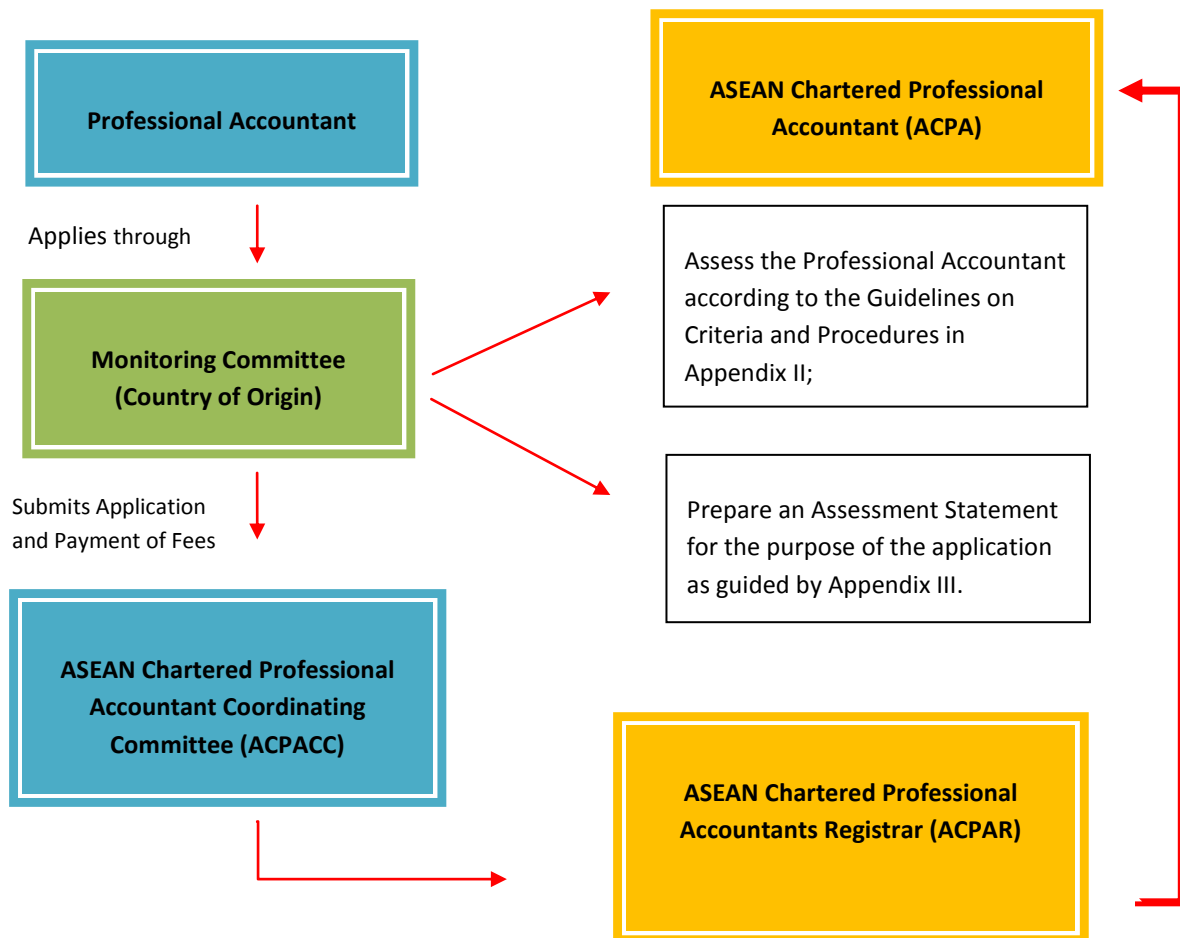 Professional Accountant
Applies through
Monitoring Committee
(Country of Origin)
Submits Application
and Payment of Fees
ASEAN Chartered Professional
Accountant Coordinating
Committee (ACPACC)
ASEAN Chartered Professional
Accountant (ACPA)
Assess the Professional Accountant
according to the Guidelines on
Criteria and Procedures in
Appendix II;
Prepare an Assessment Statement
for the purpose of the application
as guided by Appendix III.
ASEAN Chartered Professional
Accountants Registrar (ACPAR)